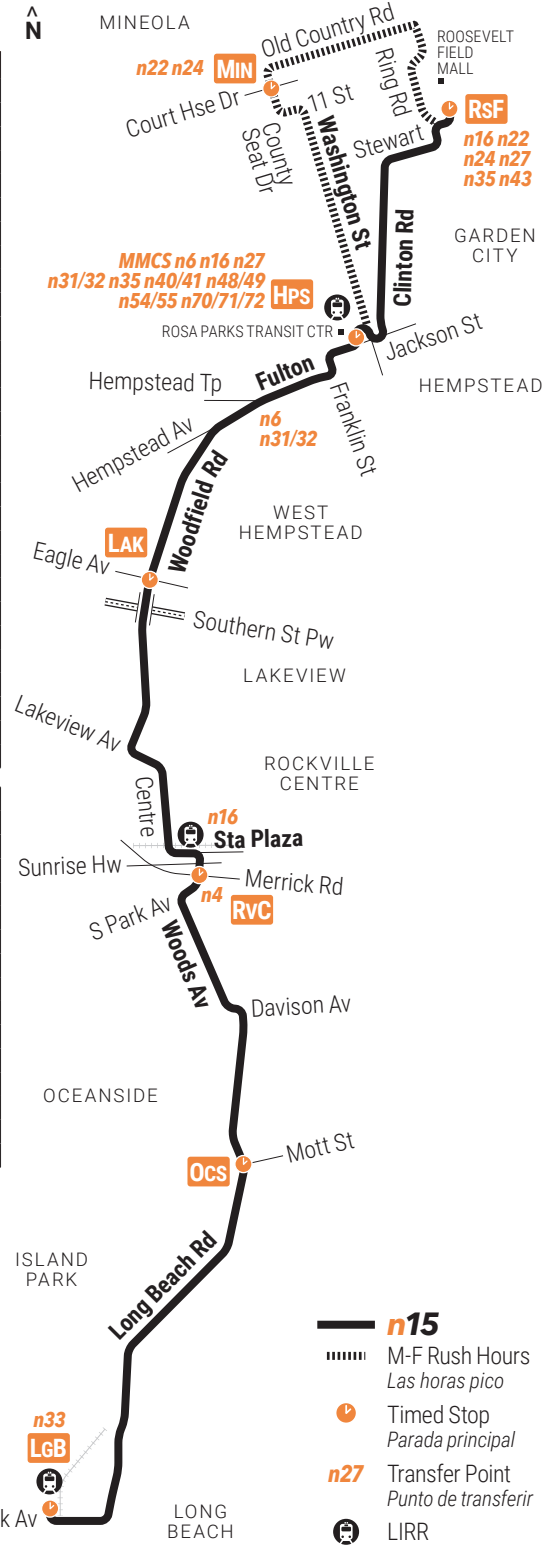 N
MINEOLA
Old Country Rd
ROOSEVELT
FIELD
MALL
n22 n24 MIN
Ring Rd
Court Hse Dr
11 St
County
Seat Dr
Washington St
Stewart
RSF
n16 n22
n24 n27
n35 n43
Clinton Rd
GARDEN
CITY
MMCS n6 n16 n27
n31/32 n35 n40/41 n48/49
n54/55 n70/71/72
HPS
ROSA PARKS TRANSIT CTR
Jackson St
Fulton
Hempstead Tp
HEMPSTEAD
Franklin St
n6
n31/32
Hempstead Av
Woodfield Rd
WEST
HEMPSTEAD
LAK
Eagle Av
Southern St Pw
LAKEVIEW
Lakeview Av
ROCKVILLE
CENTRE
Centre
n16
Sta Plaza
Sunrise Hw
Merrick Rd
n4
RVC
S Park Av
Woods Av
Davison Av
OCEANSIDE
Mott St
OCS
ISLAND
PARK
Long Beach Rd
n33
LGB
k Av
LONG
BEACH
n15
M-F Rush Hours
Las horas pico
Timed Stop
Parada principal
n27 Transfer Point
Punto de transferir
LIRR